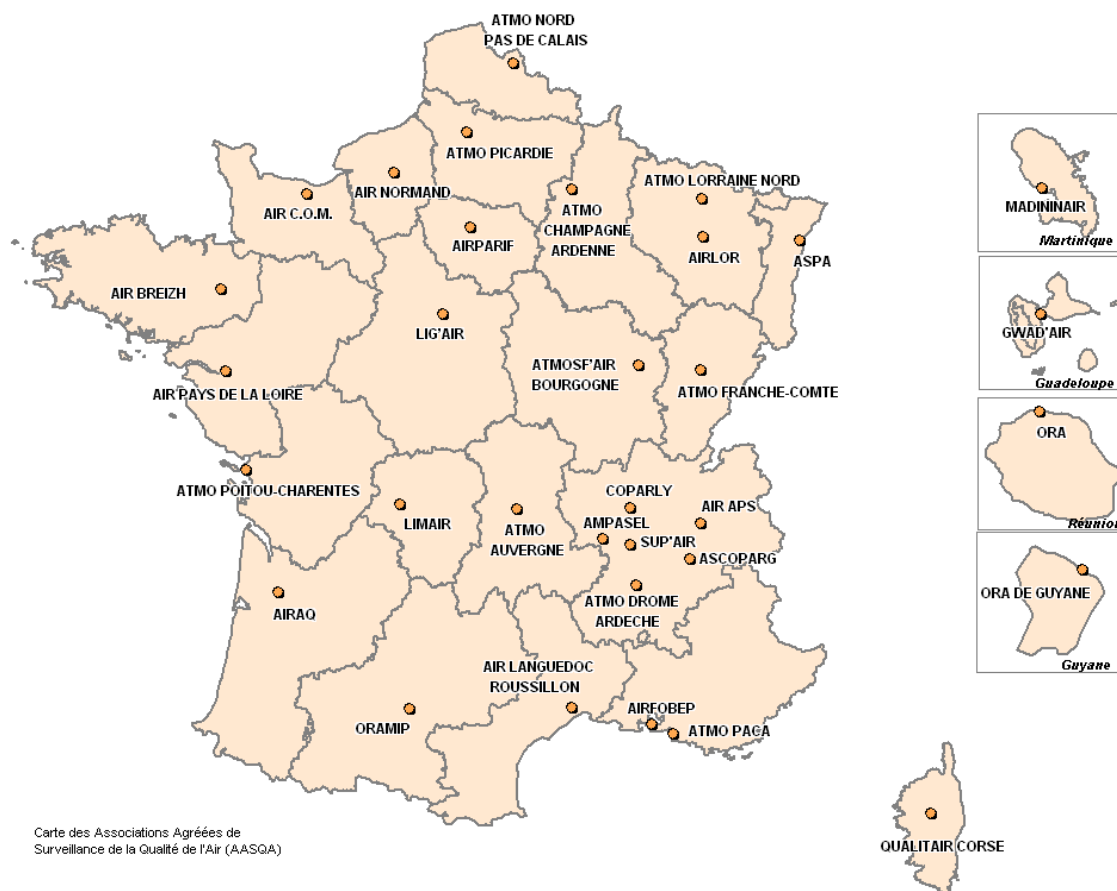 ATMO NORD
PAS DE CALAIS
ATMO PICARDIE
ATMO LORRAINE NORD
AIR NORMAND
AIR C.O.M.
ATMO
CHAMPAGNE
ARDENNE
AIRPARIF
AIRLOR
ASPA
AIR BREIZH
LIG'AIR
ATMOSF'AIR
BOURGOGNE
AIR PAYS DE LA LOIRE
ATMO FRANCHE-COMTE
ATMO POITOU-CHARENTES
COPARLY
AIR APS
LIMAIR
AMPASEL
ATMO
AUVERGNE
SUP'AIR
ASCOPARG
ATMO DROME
ARDECHE
AIRAQ
AIR LANGUEDOC
ROUSSILLON
AIRFOBEP
ORAMIP
ATMO PACA
QUALITAIR CORSE
MADININAIR
Martinique
GWAD'AIR
Guadeloupe
ORA
Réunion
ORA DE GUYANE
Guyane
Carte des Associations Agréées de
Surveillance de la Qualité de l'Air (AASQA)